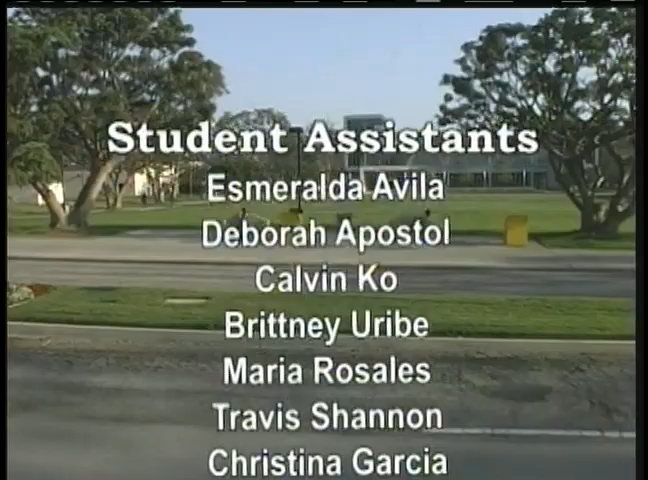 Student Assistants
Esmeralda Avila
Deborah Apostol
Calvin Ko
Brittney Uribe
Maria Rosales
Travis Shannon
Christina Garcia